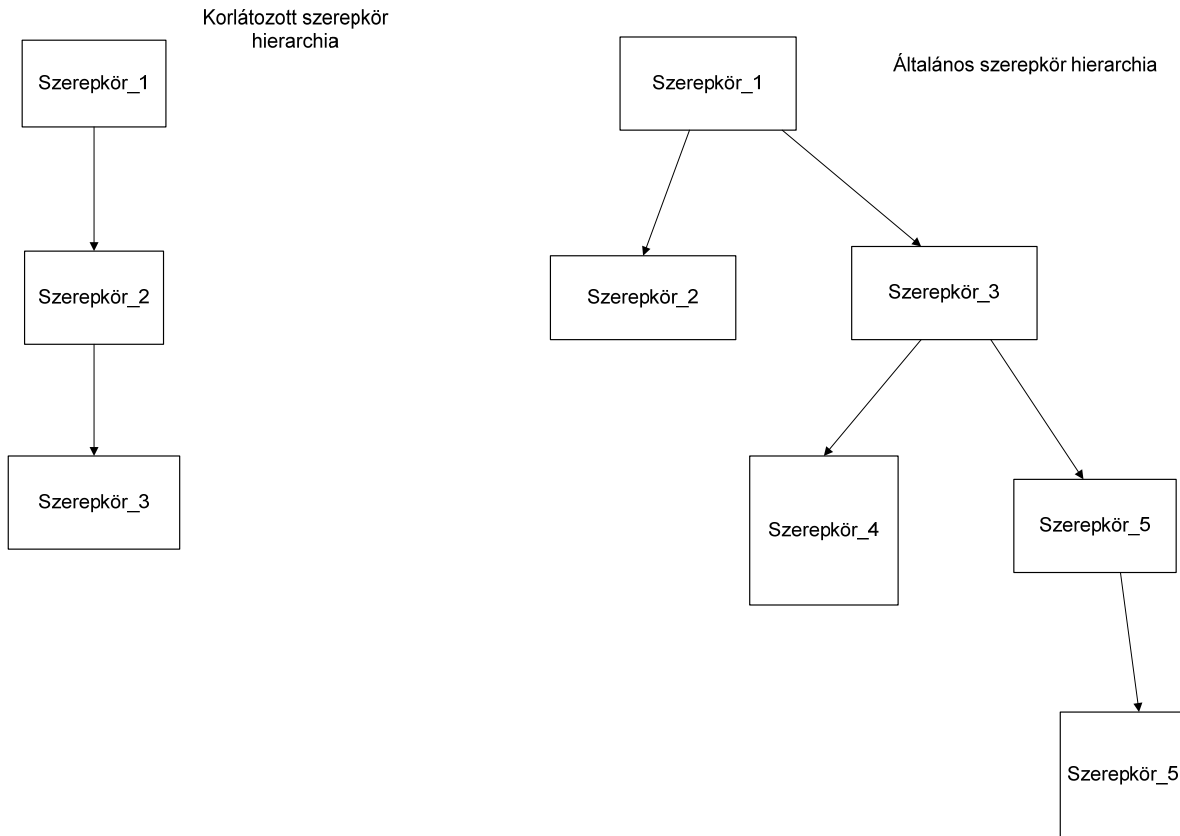 Korlátozott szerepkör
hierarchia
Szerepkör_1
Szerepkör_2
Szerepkör_3
Általános szerepkör hierarchia
Szerepkör_1
Szerepkör_2
Szerepkör_3
Szerepkör_4
Szerepkör_5
Szerepkör_5